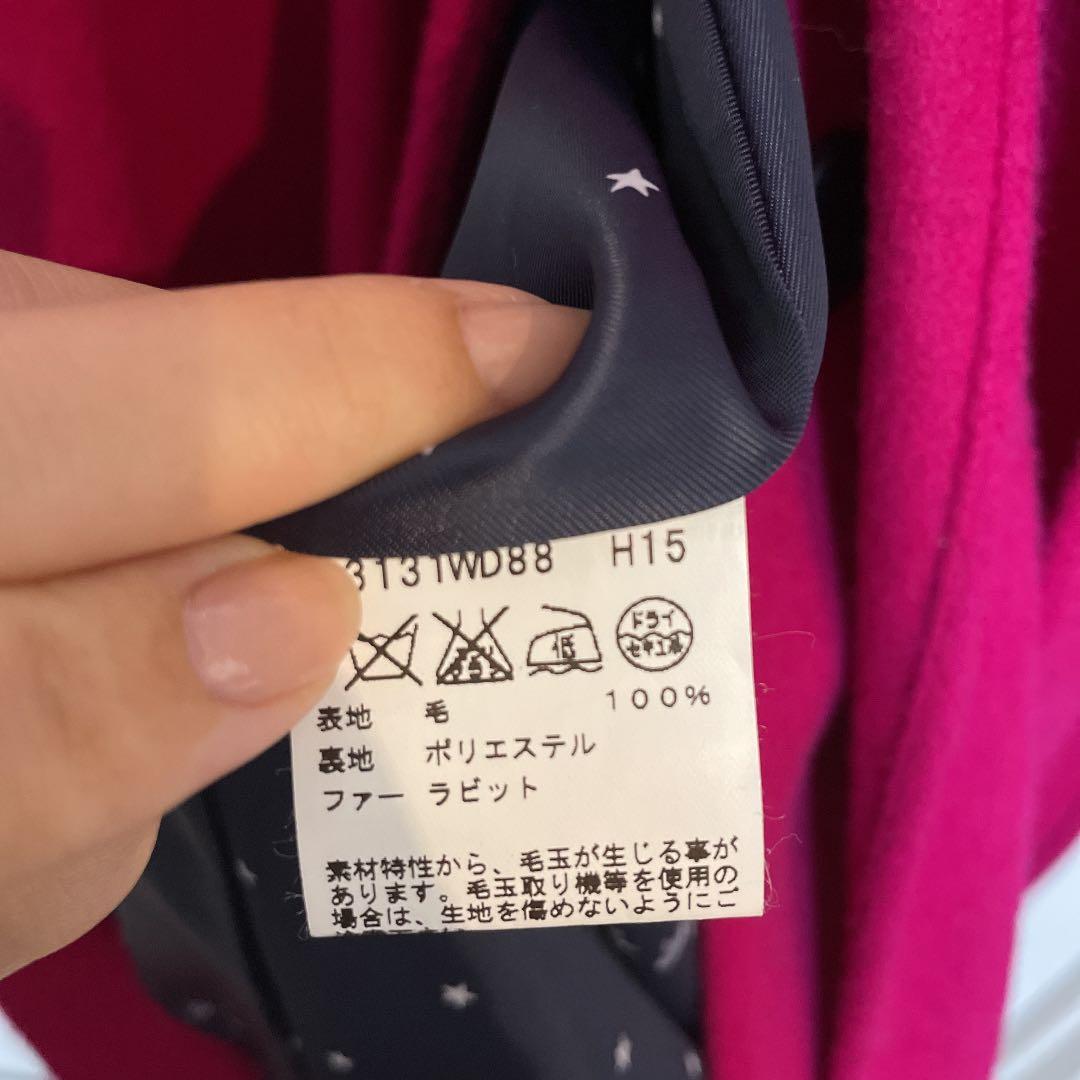 3131WD88 H15
低 ドライ セキユ系
表地 毛 100%
裏地 ポリエステル
ファー ラビット
素材特性から、毛玉が生じる事が
あります。毛玉取り機等を使用の
場合は、生地を傷めないようにご